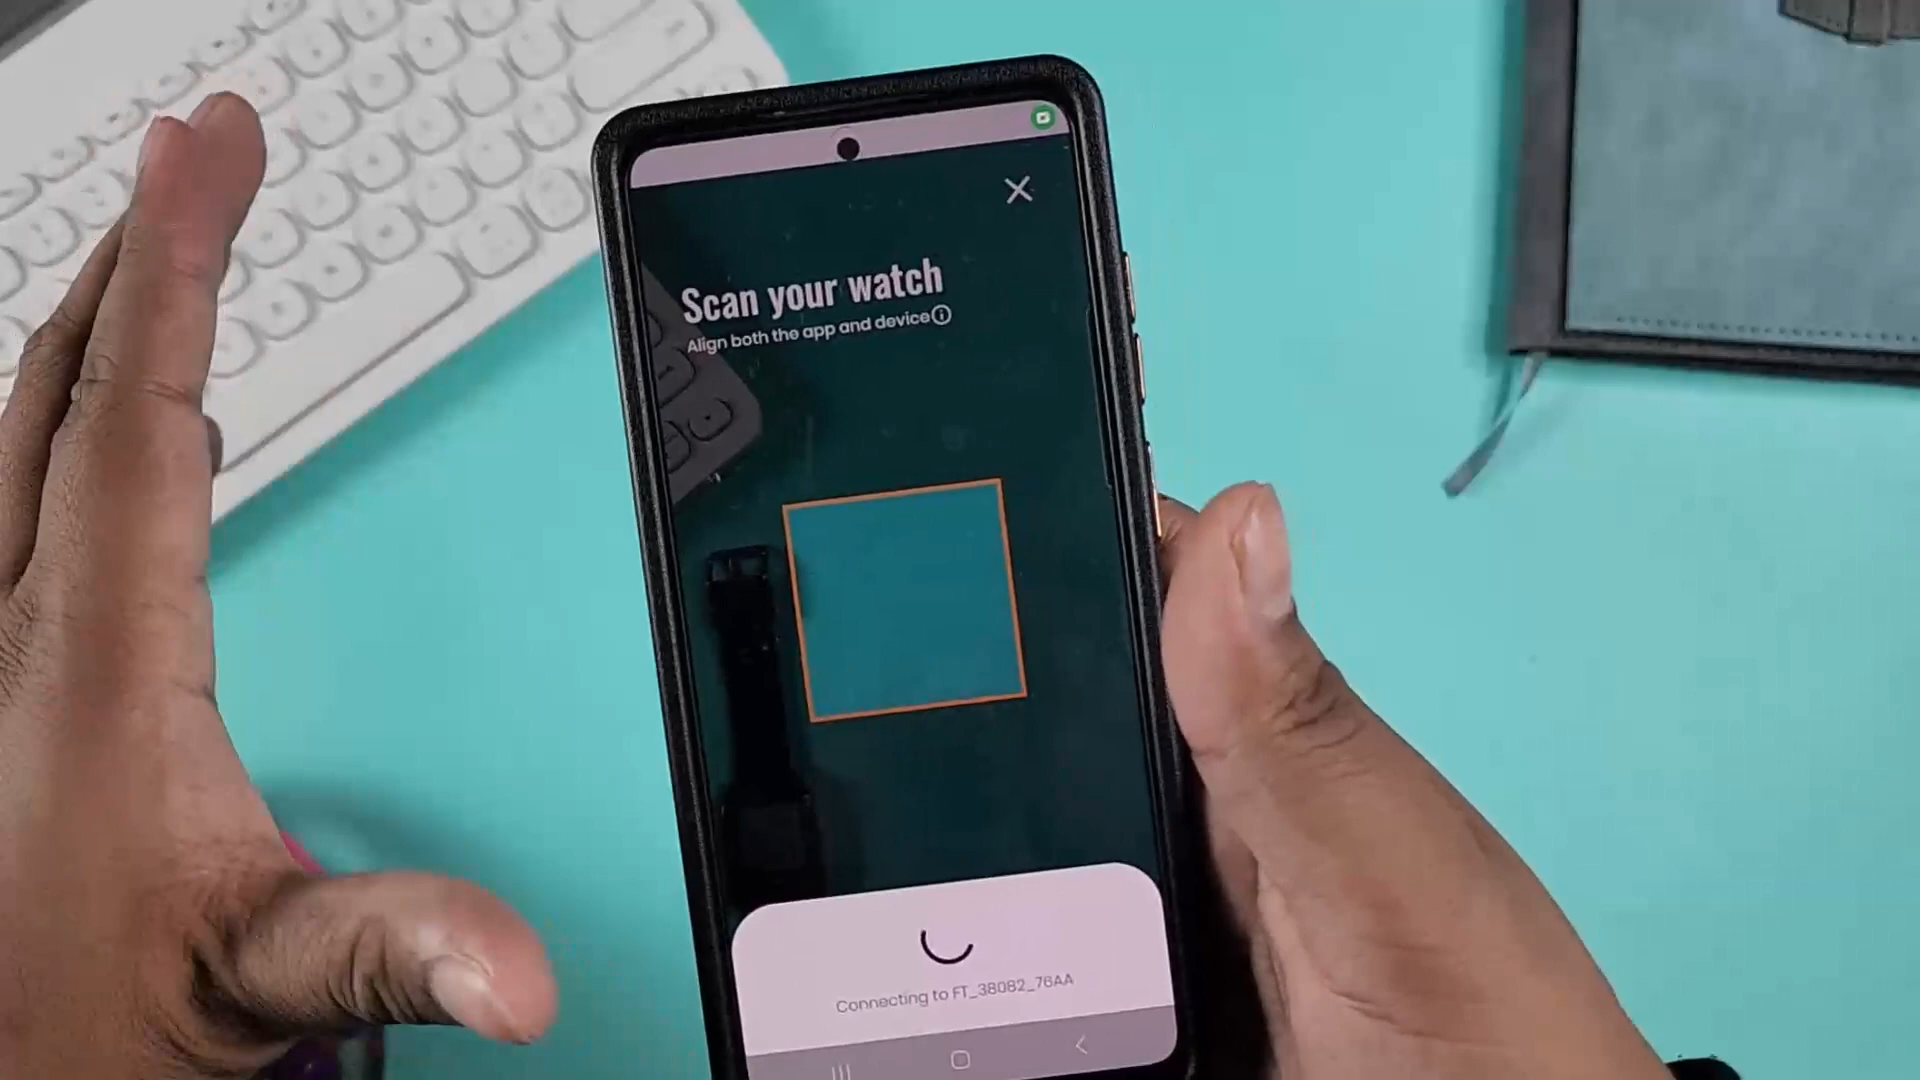 Scan your watch
Align both the app and device
Connecting to FT_38082_76AA